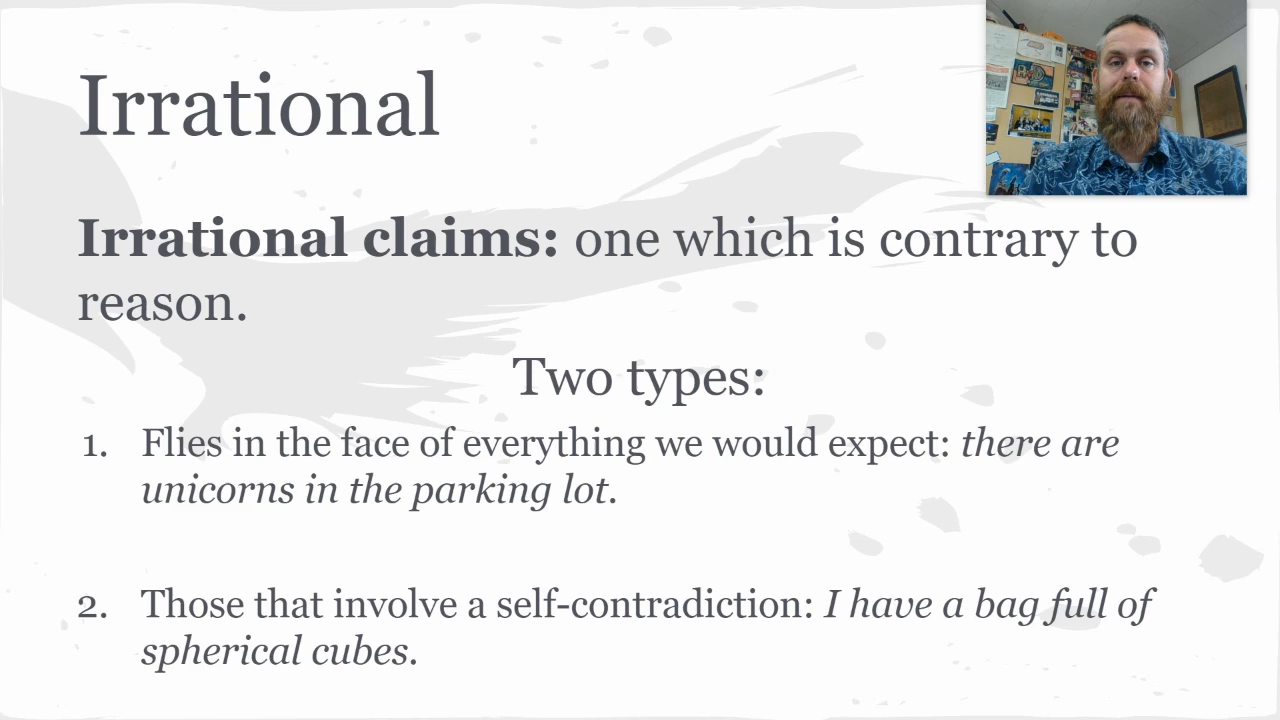 Irrational
Irrational claims: one which is contrary to
reason.
Two types:
1. Flies in the face of everything we would expect: there are
unicorns in the parking lot.
2. Those that involve a self-contradiction: I have a bag full of
spherical cubes.